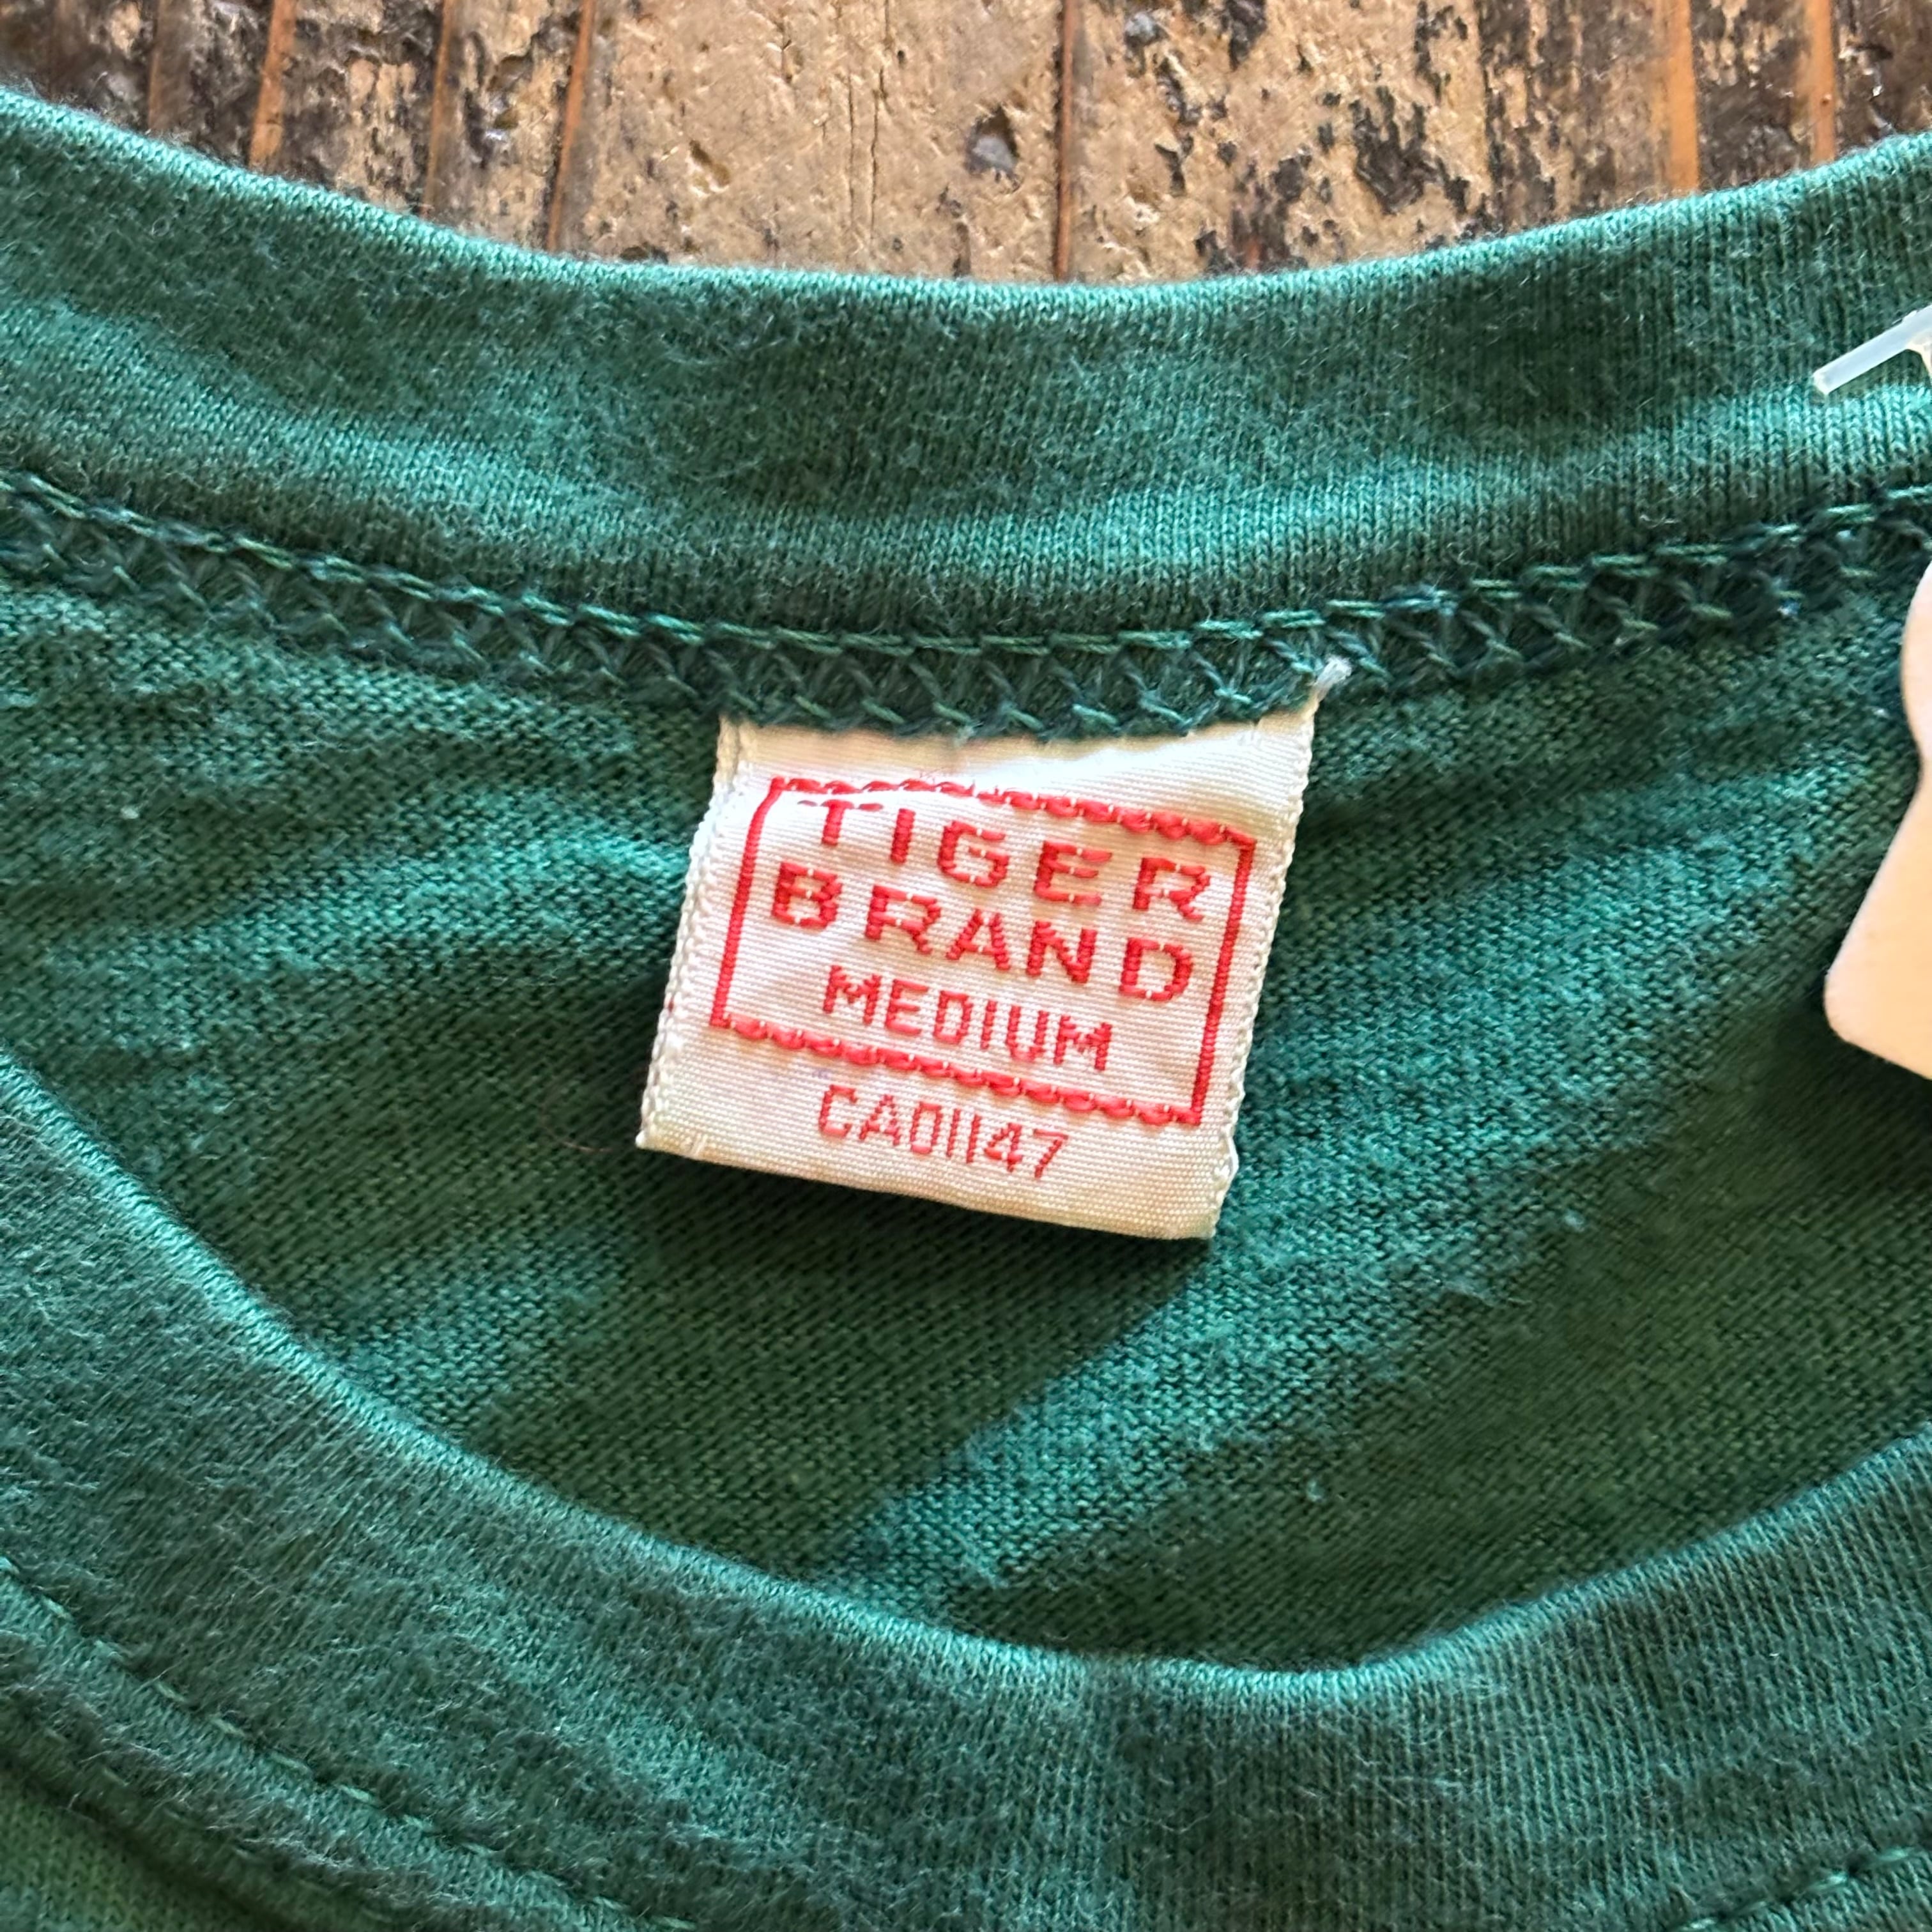 TIGER
BRAND
MEDIUM
CA01147